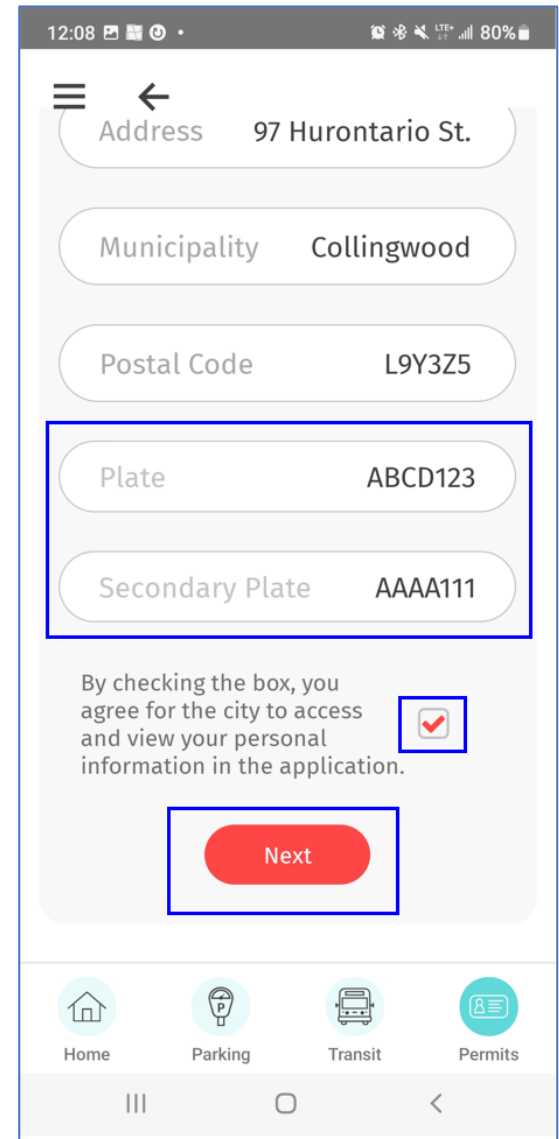 12:08 LTE+ 80%
Address 97 Hurontario St.
Municipality Collingwood
Postal Code L9Y3Z5
Plate ABCD123
Secondary Plate AAAA111
By checking the box, you
agree for the city to access
and view your personal
information in the application.
Next
P
Home Parking Transit Permits